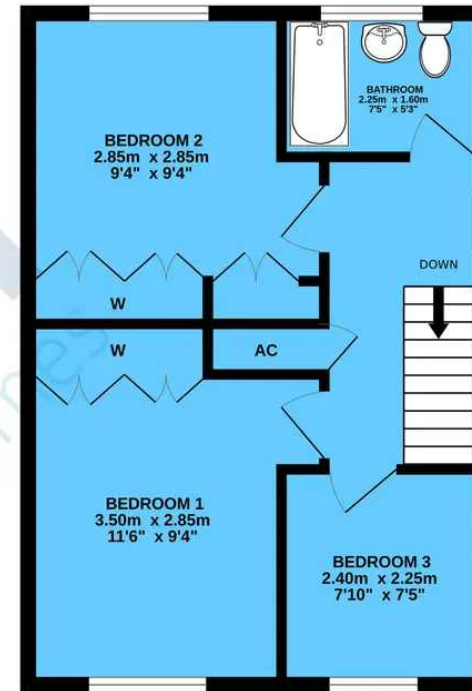 BATHROOM
2.25m x 1.60m
7'5" x 5'3"
BEDROOM 2
2.85m x 2.85m
9'4" x 9'4"
DOWN
W
W
AC
BEDROOM 1
3.50m x 2.85m
11'6" x 9'4"
BEDROOM 3
2.40m x 2.25m
7'10" x 7'5"